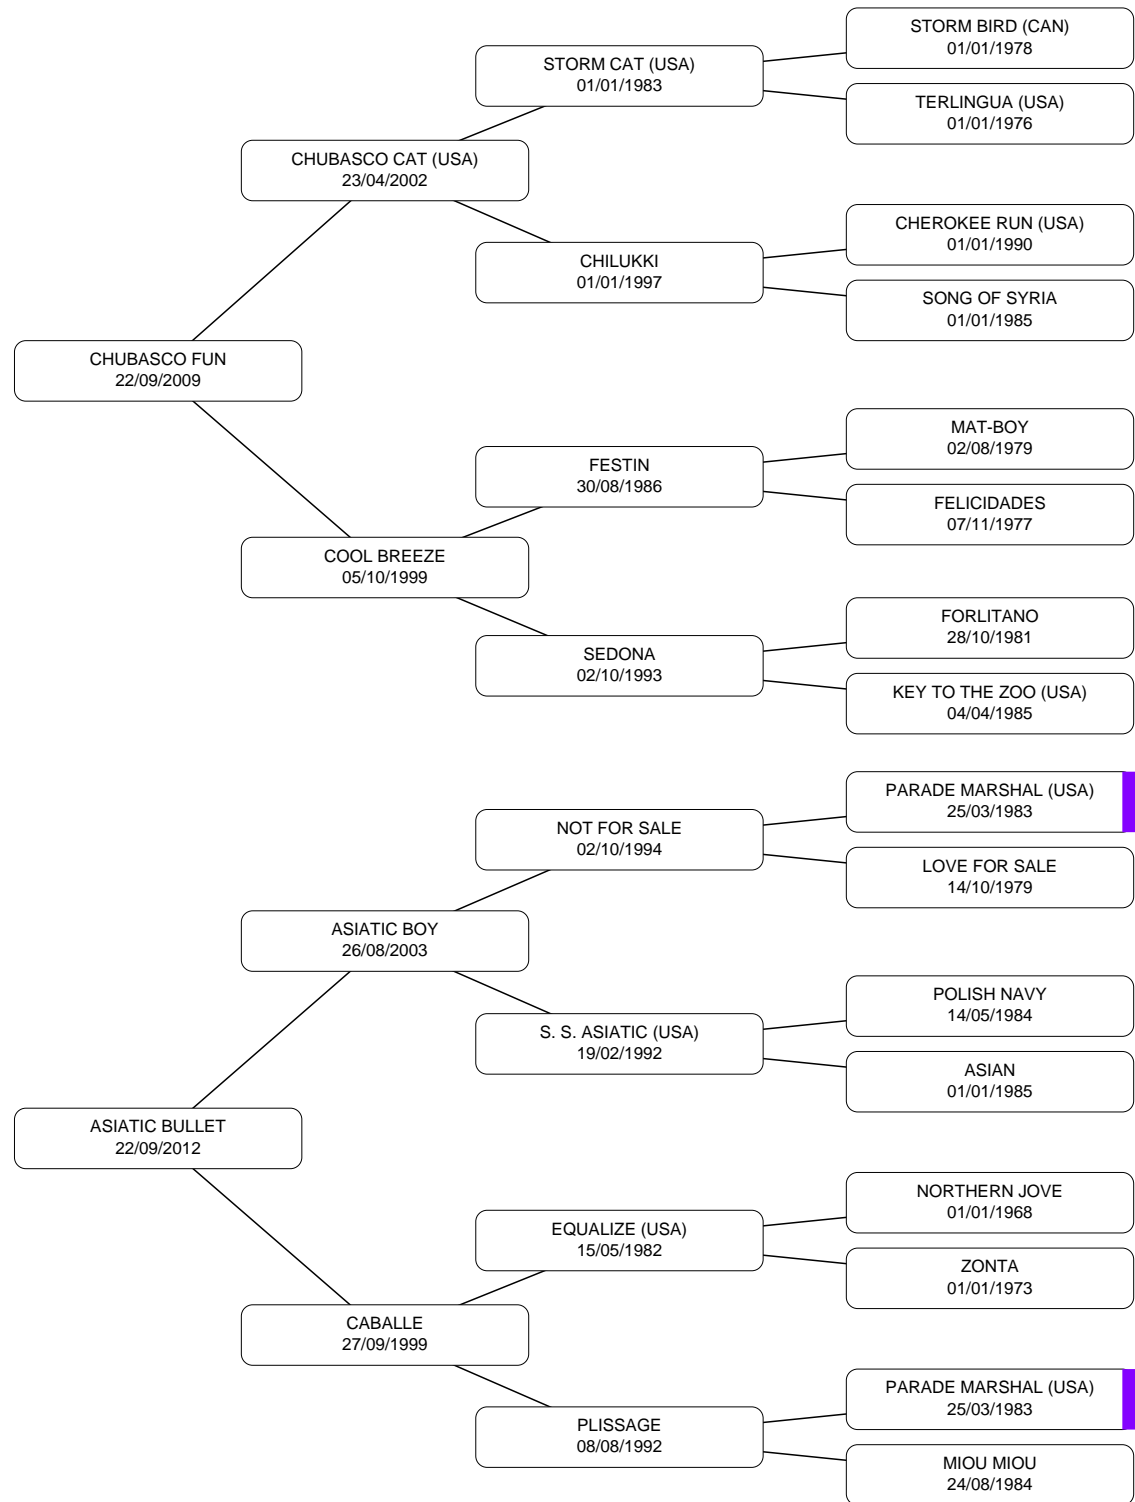 STORM BIRD (CAN)
01/01/1978
STORM CAT (USA)
01/01/1983
TERLINGUA (USA)
01/01/1976
CHUBASCO CAT (USA)
23/04/2002
CHEROKEE RUN (USA)
01/01/1990
CHILUKKI
01/01/1997
SONG OF SYRIA
01/01/1985
CHUBASCO FUN
22/09/2009
MAT-BOY
02/08/1979
FESTIN
30/08/1986
FELICIDADES
07/11/1977
COOL BREEZE
05/10/1999
FORLITANO
28/10/1981
SEDONA
02/10/1993
KEY TO THE ZOO (USA)
04/04/1985
PARADE MARSHAL (USA)
25/03/1983
NOT FOR SALE
02/10/1994
LOVE FOR SALE
14/10/1979
ASIATIC BOY
26/08/2003
POLISH NAVY
14/05/1984
S. S. ASIATIC (USA)
19/02/1992
ASIAN
01/01/1985
ASIATIC BULLET
22/09/2012
NORTHERN JOVE
01/01/1968
EQUALIZE (USA)
15/05/1982
ZONTA
01/01/1973
CABALLE
27/09/1999
PARADE MARSHAL (USA)
25/03/1983
PLISSAGE
08/08/1992
MIOU MIOU
24/08/1984